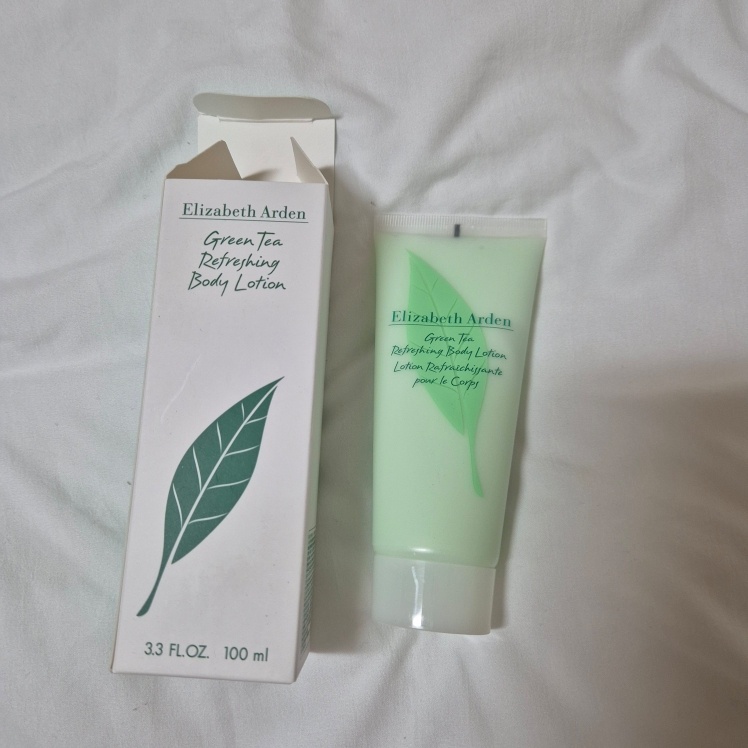 Elizabeth Arden
Green Tea
Refreshing
Body Lotion
3.3 FL.OZ. 100 ml
Elizabeth Arden
Green Tea
Refreshing Body Lotion
Lotion Rafraîchissante
pour le Corps